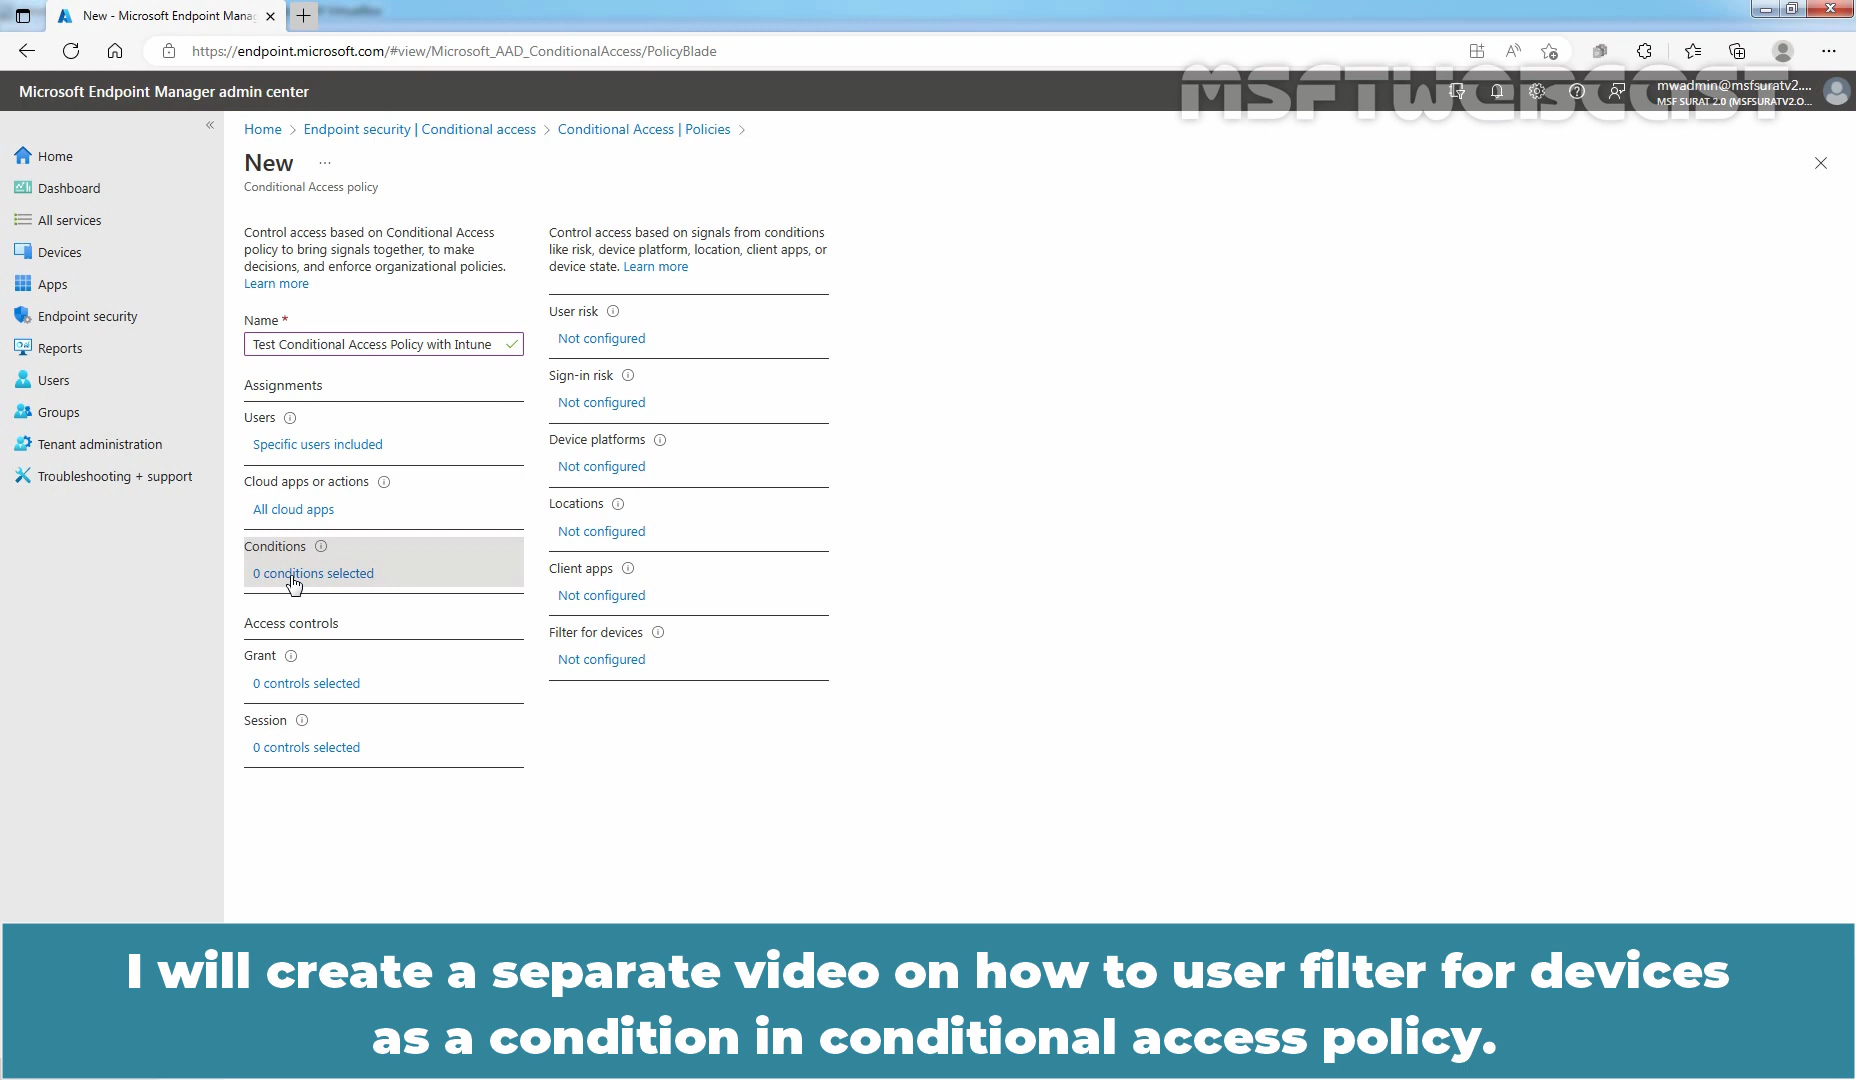 New - Microsoft Endpoint Mana
https://endpoint.microsoft.com/#view/Microsoft_AAD_ConditionalAccess/PolicyBlade
MSFTWEBCAST
Microsoft Endpoint Manager admin center
mwadmin@msfsuratv2....
MSF SURAT 2.0 (MSFSURATV2.O...
Home
Dashboard
All services
Devices
Apps
Endpoint security
Reports
Users
Groups
Tenant administration
Troubleshooting + support
Home > Endpoint security | Conditional access > Conditional Access | Policies >
New ...
Conditional Access policy
Control access based on Conditional Access
policy to bring signals together, to make
decisions, and enforce organizational policies.
Learn more
Name *
Test Conditional Access Policy with Intune
Assignments
Users
Specific users included
Cloud apps or actions
All cloud apps
Conditions
0 conditions selected
Access controls
Grant
0 controls selected
Session
0 controls selected
Control access based on signals from conditions
like risk, device platform, location, client apps, or
device state. Learn more
User risk
Not configured
Sign-in risk
Not configured
Device platforms
Not configured
Locations
Not configured
Client apps
Not configured
Filter for devices
Not configured
I will create a separate video on how to user filter for devices
as a condition in conditional access policy.